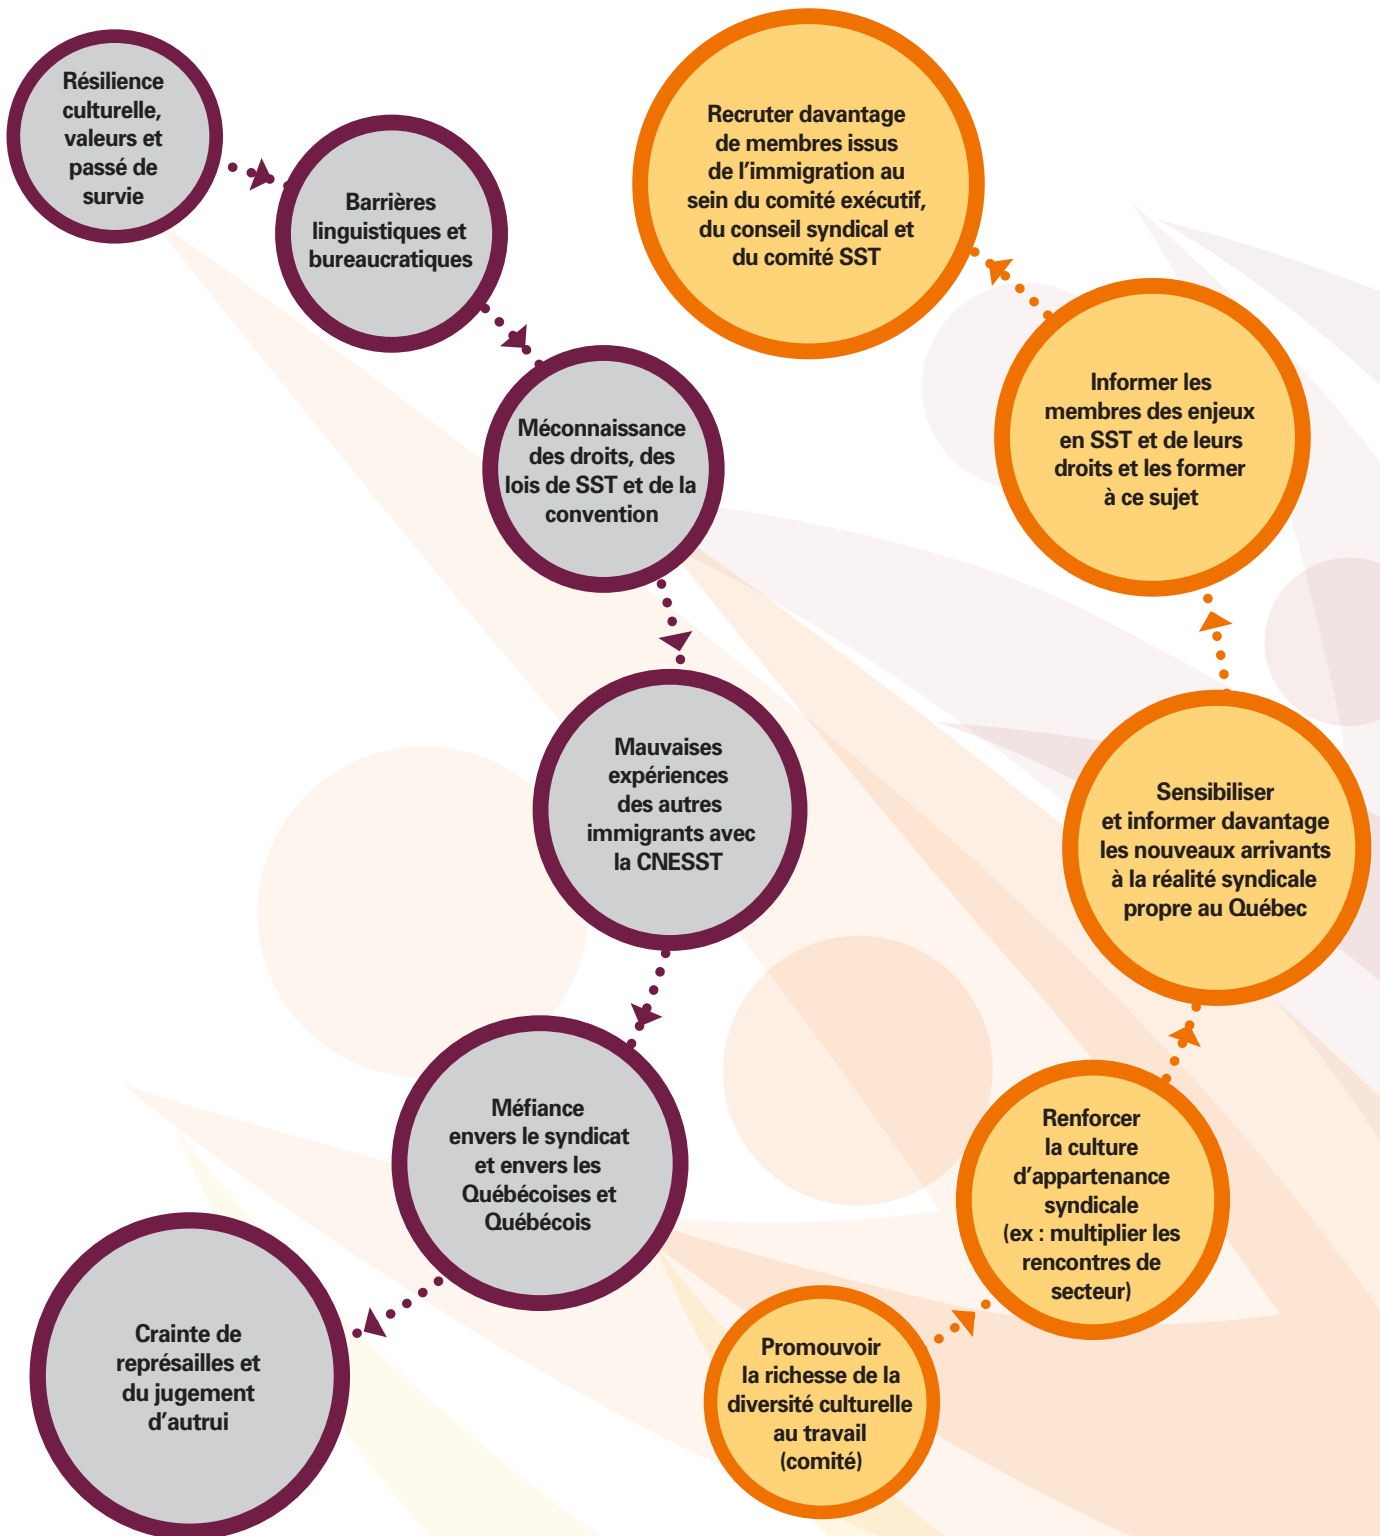 Résilience
culturelle,
valeurs et
passé de
survie
Barrières
linguistiques et
bureaucratiques
Méconnaissance
des droits, des
lois de SST et de la
convention
Mauvaises
expériences
des autres
immigrants avec
la CNESST
Méfiance
envers le syndicat
et envers les
Québécoises et
Québécois
Crainte de
représailles et
du jugement
d’autrui
Recruter davantage
de membres issus
de l’immigration au
sein du comité exécutif,
du conseil syndical et
du comité SST
Informer les
membres des enjeux
en SST et de leurs
droits et les former
à ce sujet
Sensibiliser
et informer davantage
les nouveaux arrivants
à la réalité syndicale
propre au Québec
Renforcer
la culture
d’appartenance
syndicale
(ex : multiplier les
rencontres de
secteur)
Promouvoir
la richesse de la
diversité culturelle
au travail
(comité)